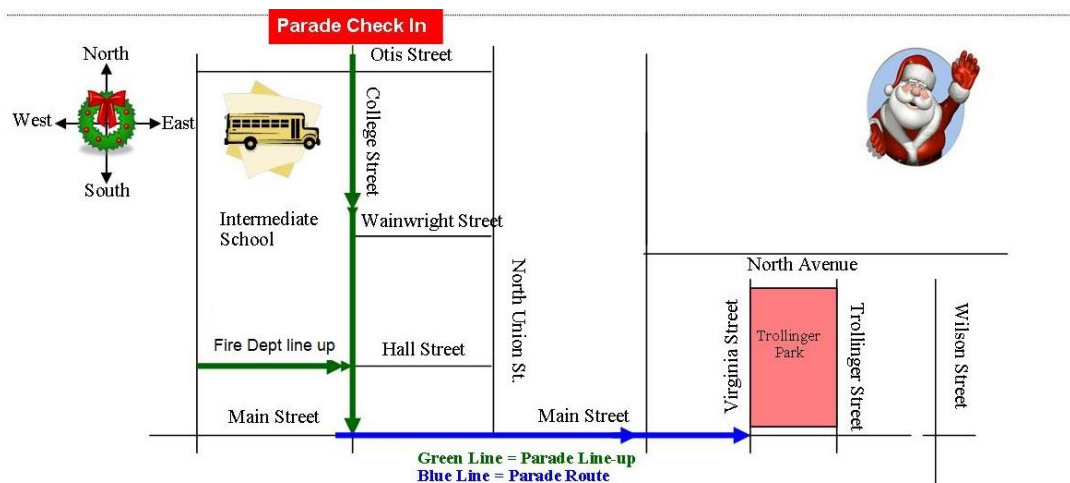 Parade Check In
North
Otis Street
College Street
West
East
South
Intermediate
School
Wainwright Street
North Avenue
North Union St.
Virginia Street
Trollinger
Park
Trollinger Street
Wilson Street
Fire Dept line up
Hall Street
Main Street
Main Street
Green Line = Parade Line-up
Blue Line = Parade Route